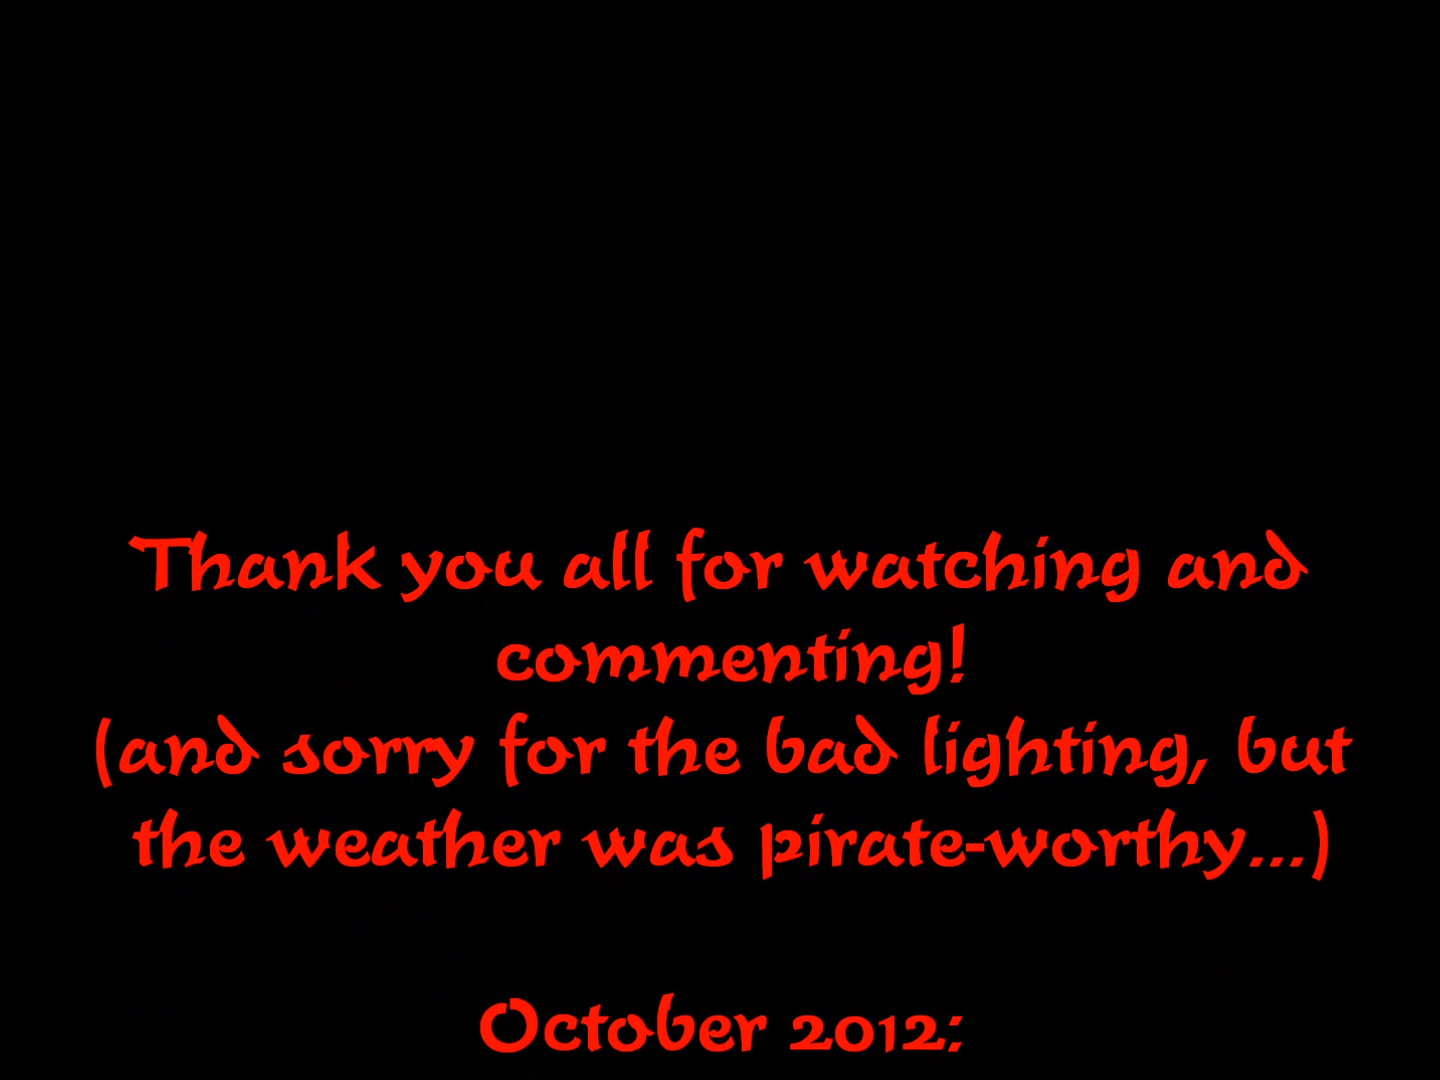 Thank you all for watching and
commenting!
(and sorry for the bad lighting, but
the weather was pirate-worthy...)
October 2012: